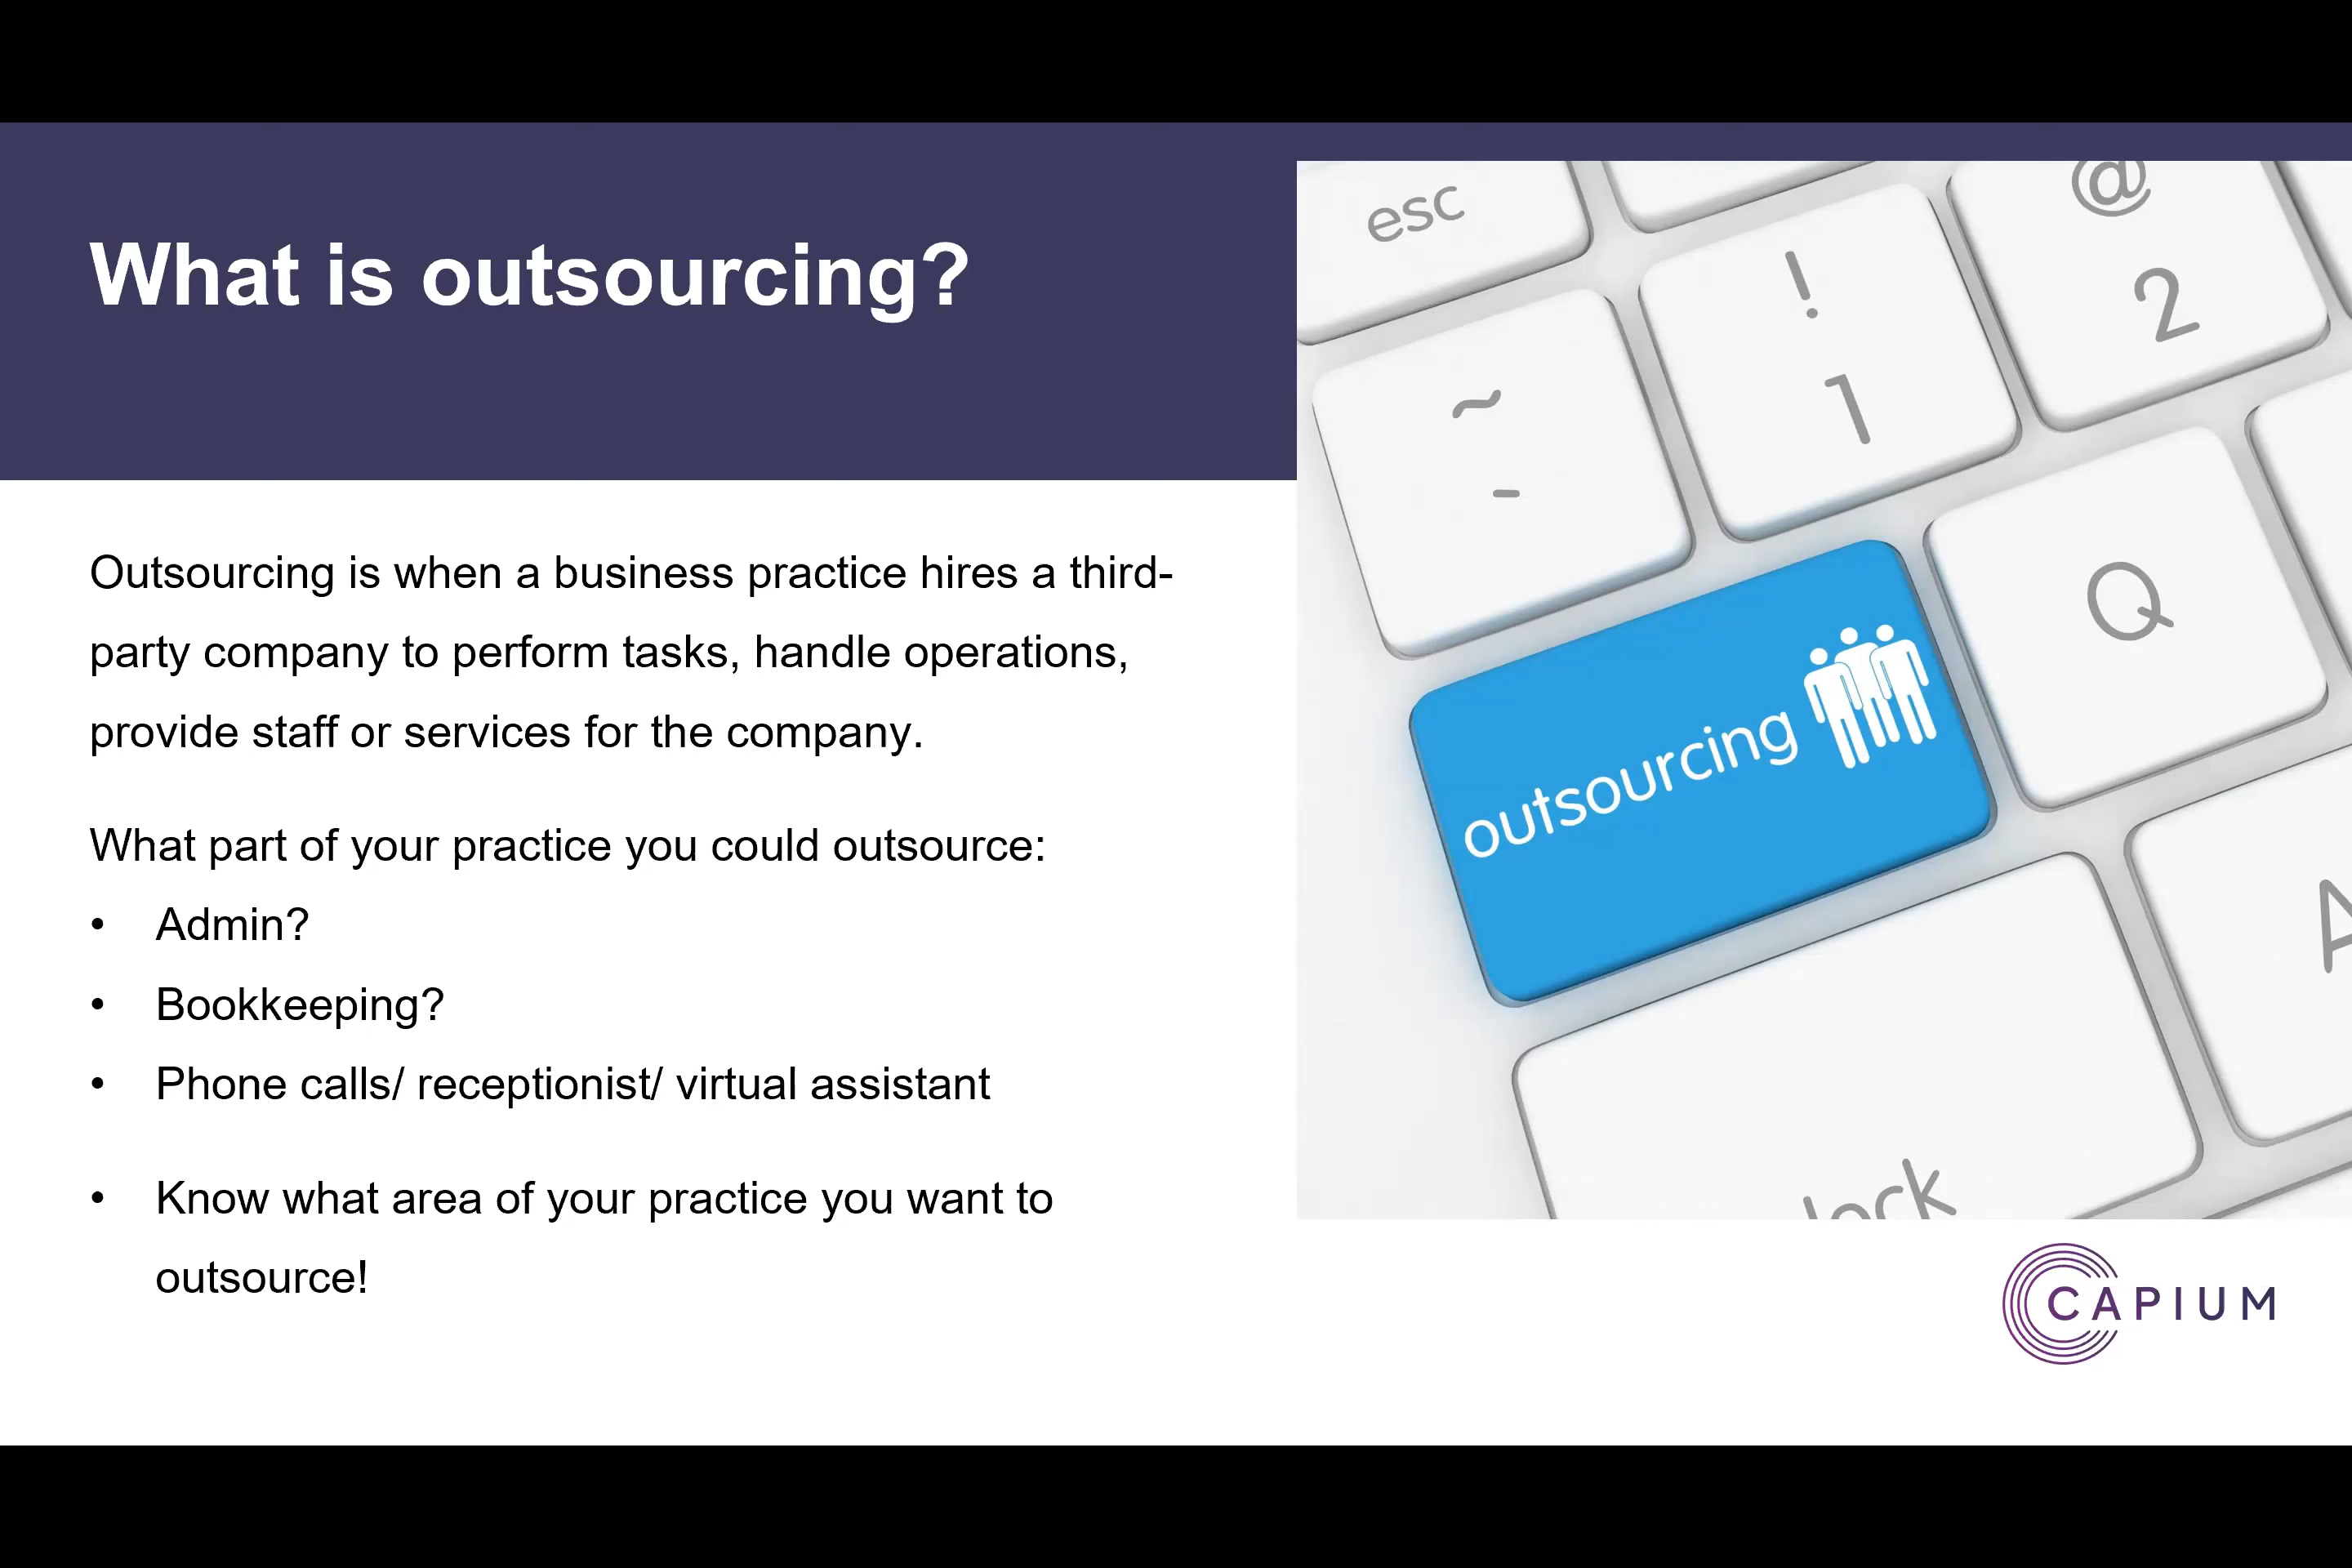 What is outsourcing?
Outsourcing is when a business practice hires a third-
party company to perform tasks, handle operations,
provide staff or services for the company.
What part of your practice you could outsource:
• Admin?
• Bookkeeping?
• Phone calls/ receptionist/ virtual assistant
• Know what area of your practice you want to
outsource!
esc
@
2
!
1
~
-
Q
outsourcing
A
lock
CAPIUM